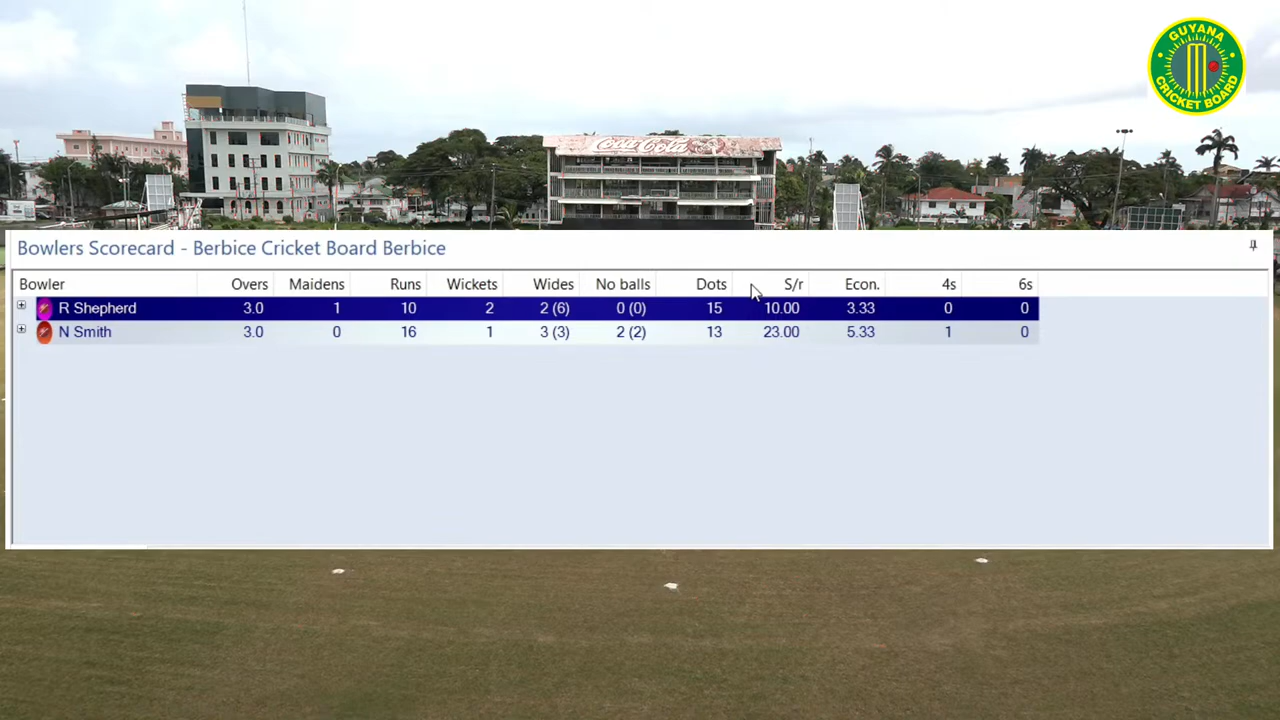 GUYANA
CRICKET BOARD
Coca-Cola
Bowlers Scorecard - Berbice Cricket Board Berbice
Bowler Overs Maidens Runs Wickets Wides No balls Dots S/r Econ. 4s 6s
R Shepherd 3.0 1 10 2 2 (6) 0 (0) 15 10.00 3.33 0 0
N Smith 3.0 0 16 1 3 (3) 2 (2) 13 23.00 5.33 1 0